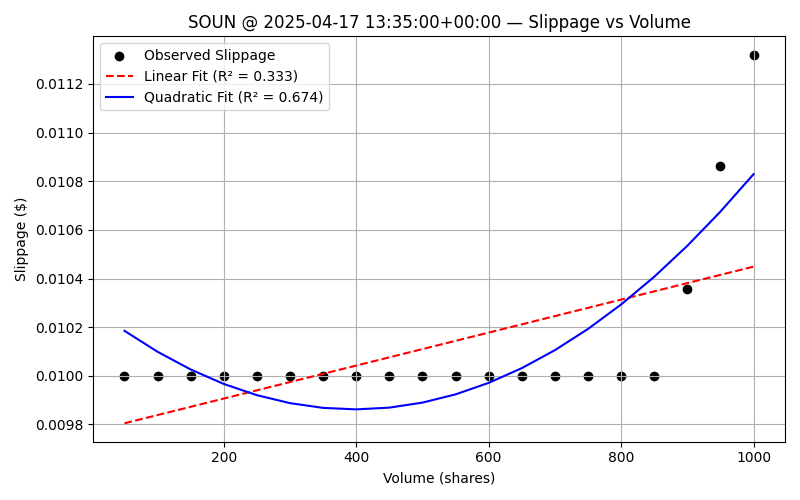 SOUN @ 2025-04-17 13:35:00+00:00 — Slippage vs Volume
Observed Slippage
Linear Fit (R² = 0.333)
Quadratic Fit (R² = 0.674)
0.0112
0.0110
0.0108
0.0106
0.0104
0.0102
0.0100
0.0098
Slippage ($)
200
400
600
800
1000
Volume (shares)